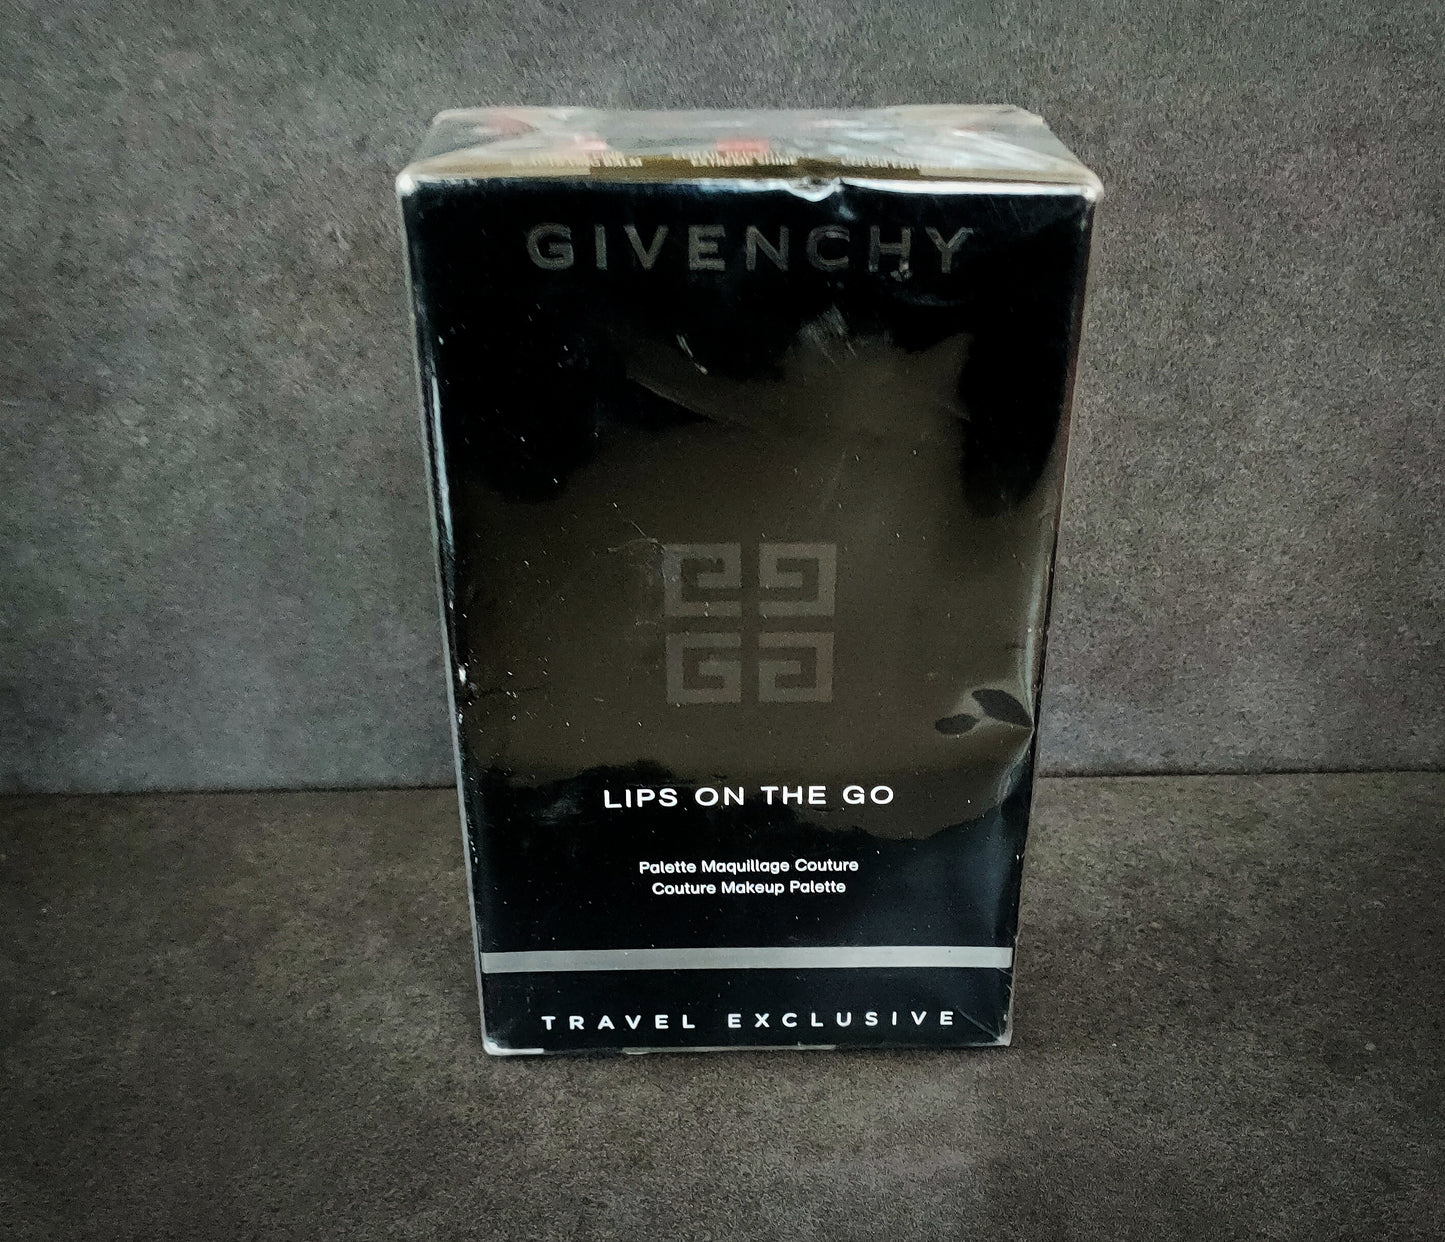 GIVENCHY
LIPS ON THE GO
Palette Maquillage Couture
Couture Makeup Palette
TRAVEL EXCLUSIVE